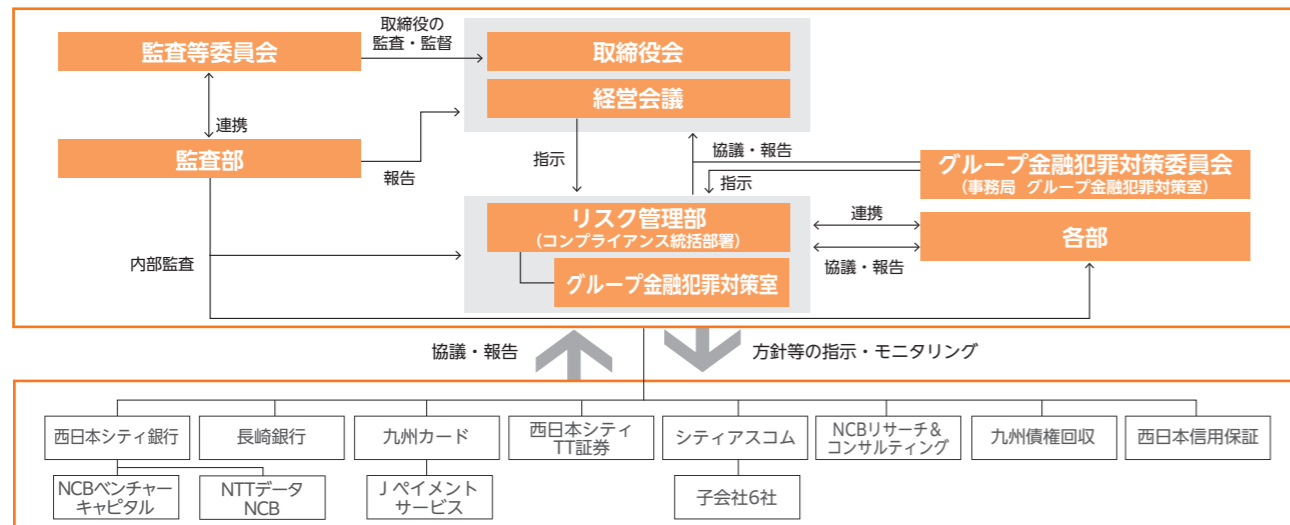 取締役の
監査・監督
監査等委員会
取締役会
経営会議
連携
監査部
報告
指示
協議・報告
指示
グループ金融犯罪対策委員会
(事務局 グループ金融犯罪対策室)
リスク管理部
(コンプライアンス統括部署)
連携
各部
協議・報告
内部監査
グループ金融犯罪対策室
協議・報告
方針等の指示・モニタリング
西日本シティ銀行
長崎銀行
九州カード
西日本シティ
TT証券
シティアスコム
NCBリサーチ&
コンサルティング
九州債権回収
西日本信用保証
NCBベンチャー
キャピタル
NTTデータ
NCB
Jペイメント
サービス
子会社6社